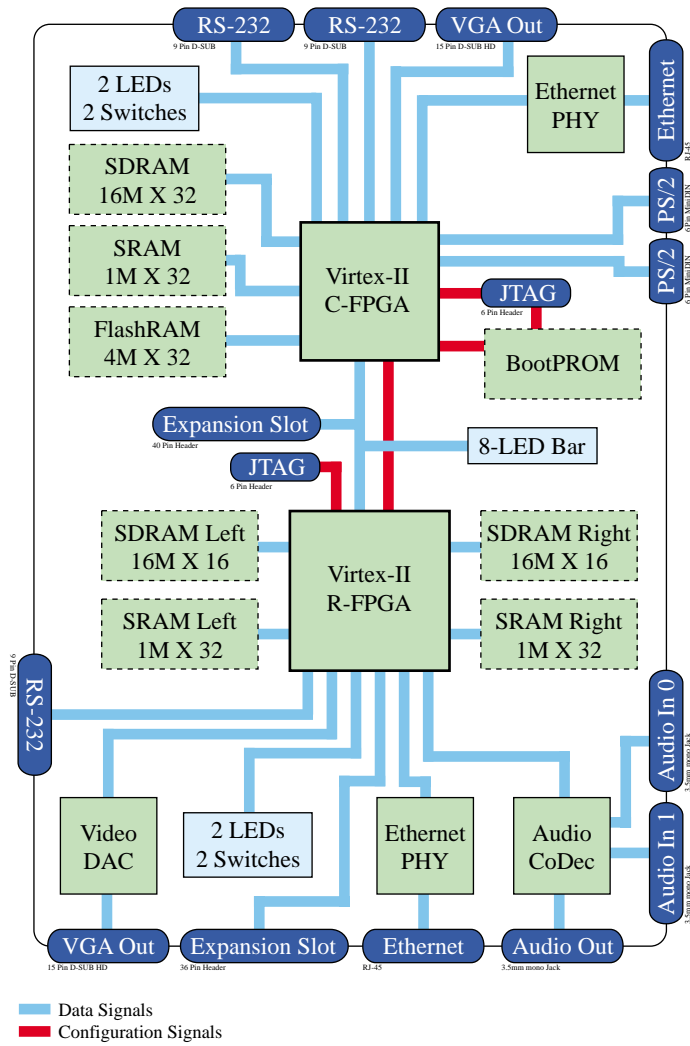 RS-232
9 Pin D-SUB
RS-232
9 Pin D-SUB
VGA Out
15 Pin D-SUB HD
2 LEDs
2 Switches
Ethernet
PHY
Ethernet
RJ-45
SDRAM
16M X 32
PS/2
6 Pin MiniDIN
SRAM
1M X 32
Virtex-II
C-FPGA
PS/2
6 Pin MiniDIN
JTAG
6 Pin Header
FlashRAM
4M X 32
BootPROM
Expansion Slot
40 Pin Header
8-LED Bar
JTAG
6 Pin Header
SDRAM Left
16M X 16
Virtex-II
R-FPGA
SDRAM Right
16M X 16
SRAM Left
1M X 32
SRAM Right
1M X 32
RS-232
9 Pin D-SUB
Audio In 0
3.5mm mono Jack
Video
DAC
2 LEDs
2 Switches
Ethernet
PHY
Audio
CoDec
Audio In 1
3.5mm mono Jack
VGA Out
15 Pin D-SUB HD
Expansion Slot
36 Pin Header
Ethernet
RJ-45
Audio Out
3.5mm mono Jack
Data Signals
Configuration Signals